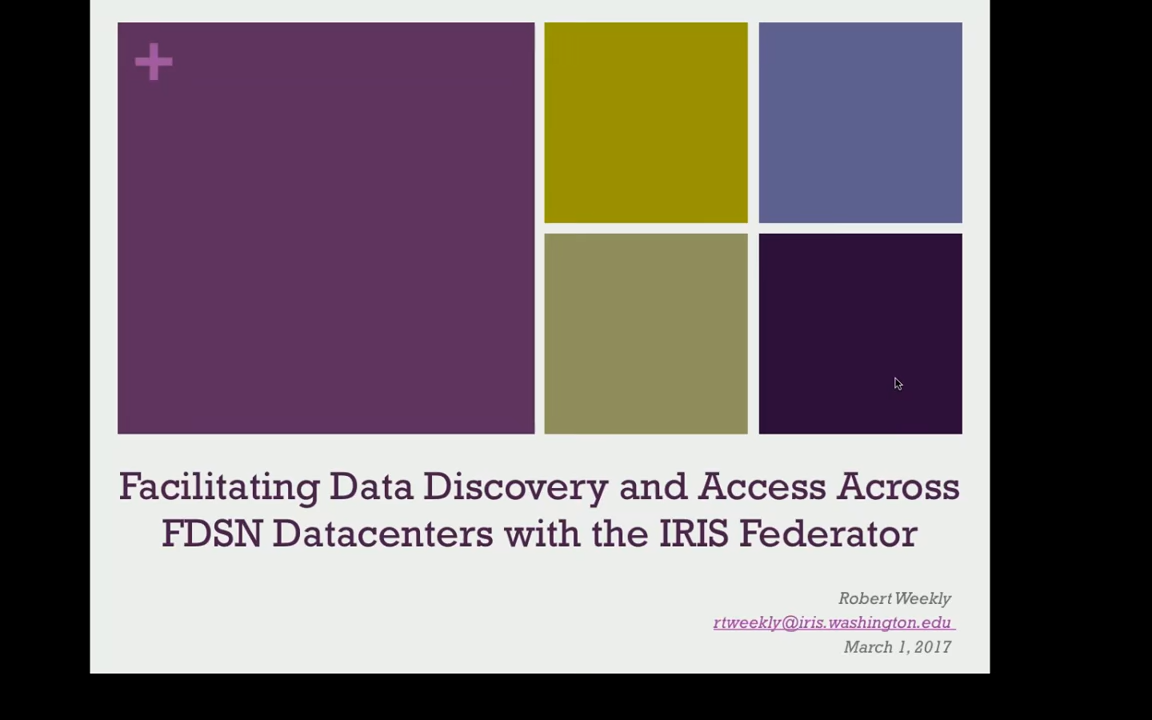 +
Facilitating Data Discovery and Access Across
FDSN Datacenters with the IRIS Federator
Robert Weekly
rtweekly@iris.washington.edu
March 1, 2017